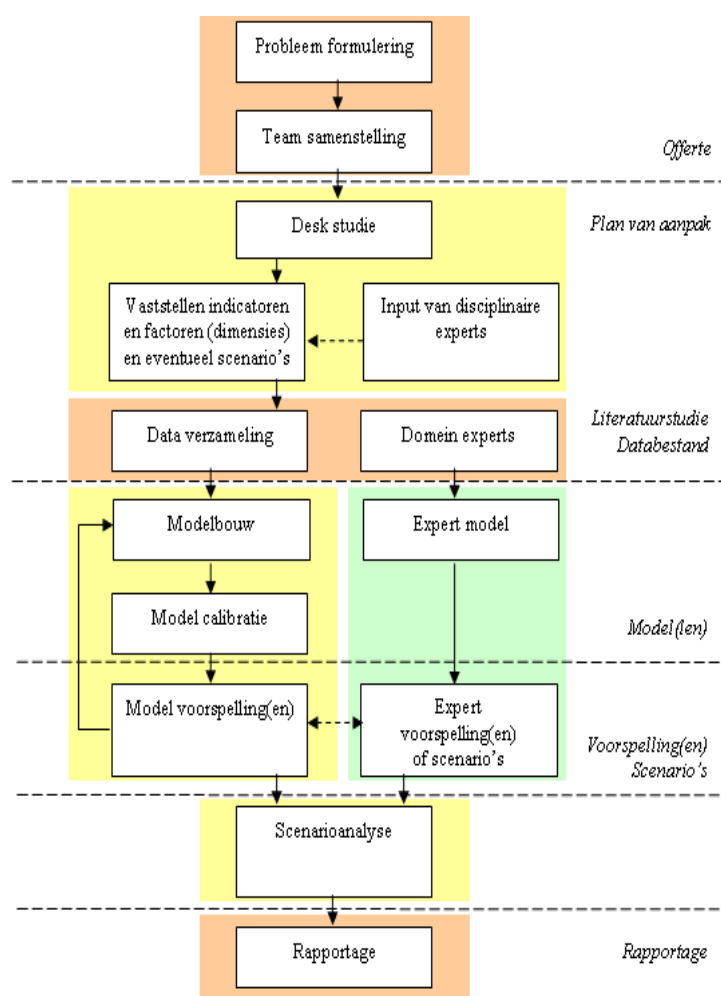 Probleem formulering
Team samenstelling
Offerte
Plan van aanpak
Desk studie
Vaststellen indicatoren
en factoren (dimensies)
en eventueel scenario's
Input van disciplinaire
experts
Literatuurstudie
Databestand
Data verzameling
Domein experts
Modelbouw
Expert model
Model calibratie
Model(len)
Model voorspelling(en)
Expert
voorspelling(en)
of scenario's
Voorspelling(en)
Scenario's
Scenarioanalyse
Rapportage
Rapportage